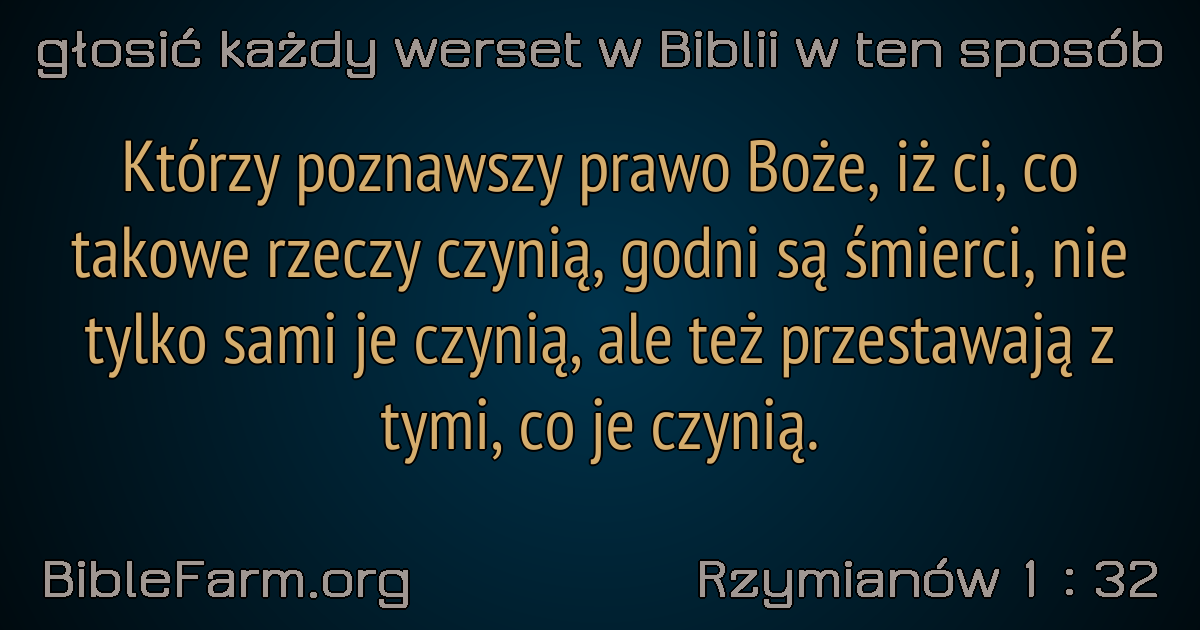 głosić każdy werset w Biblii w ten sposób
Którzy poznawszy prawo Boże, iż ci, co
takowe rzeczy czynią, godni są śmierci, nie
tylko sami je czynią, ale też przestawają z
tymi, co je czynią.
BibleFarm.org
Rzymianów 1 : 32